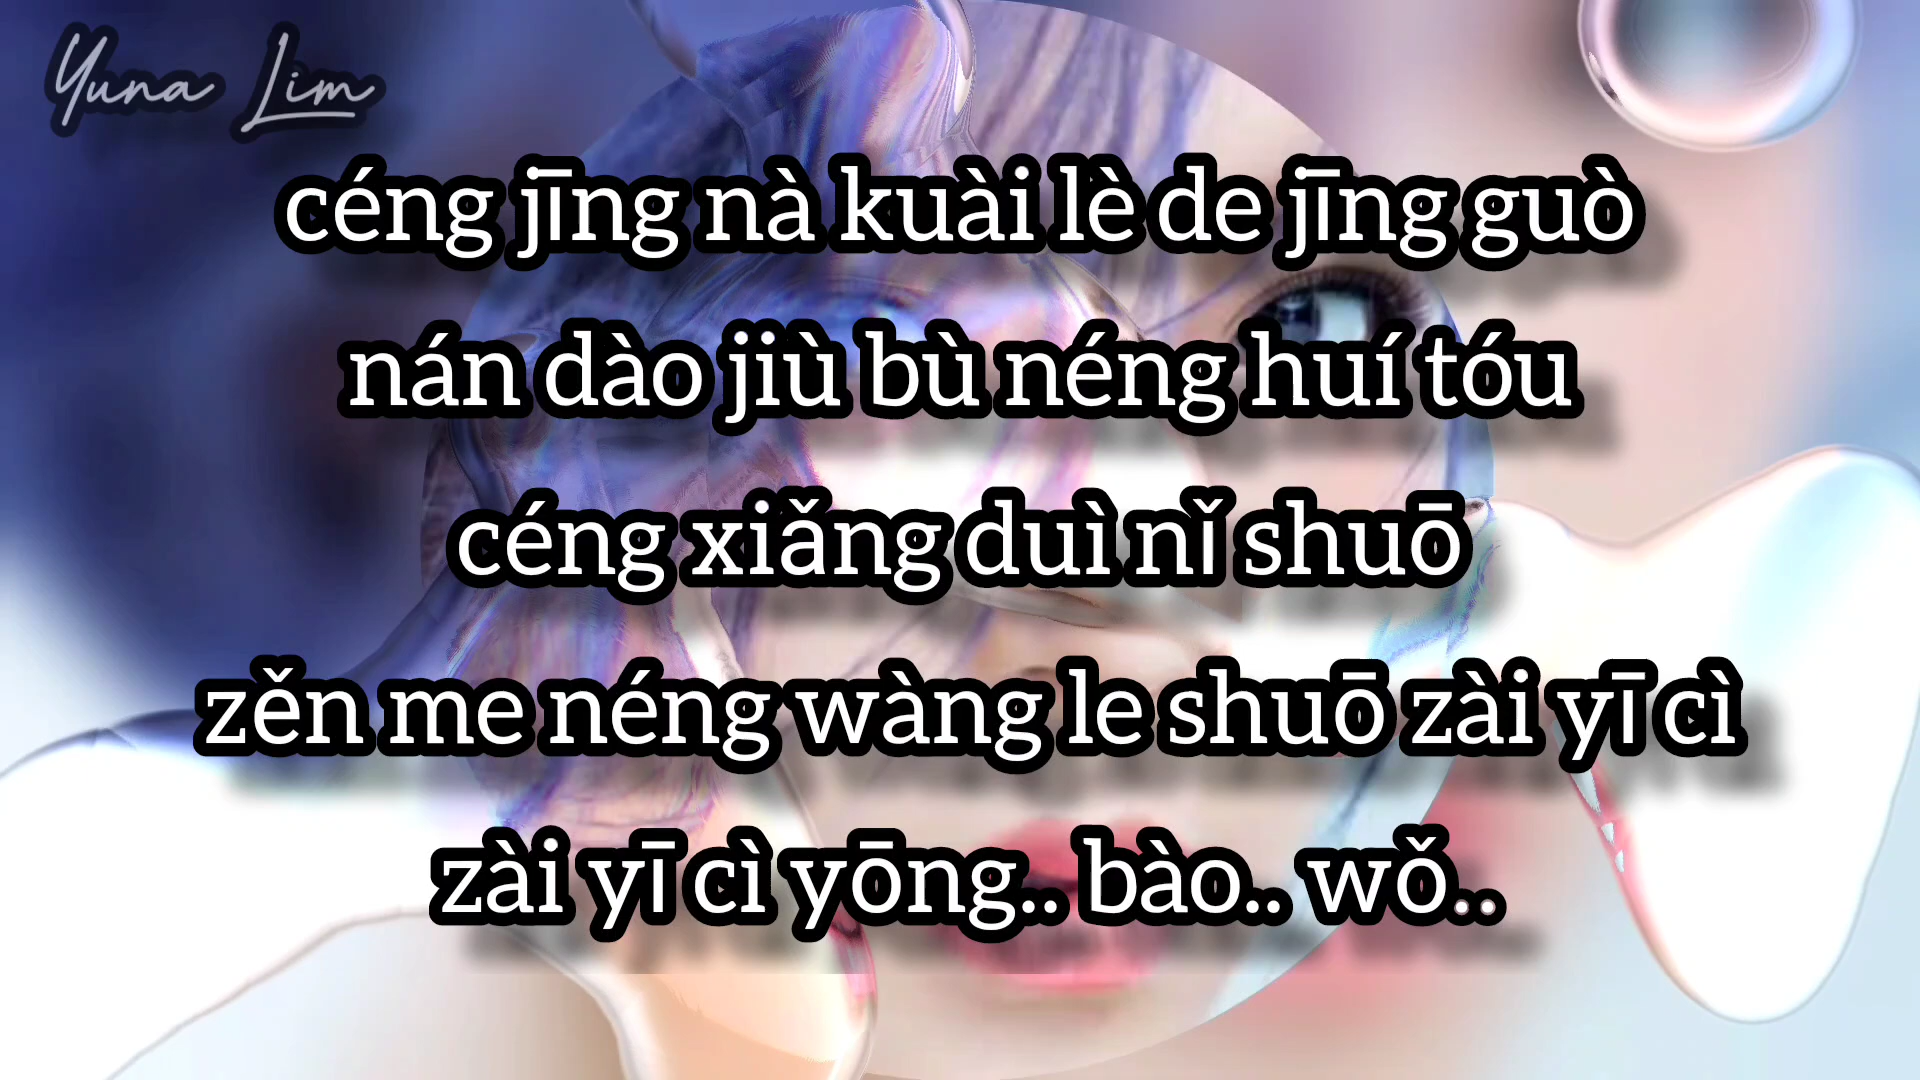 Yuna Lim
céng jīng nà kuài lè de jīng guò
nán dào jiù bù néng huí tóu
céng xiǎng duì nǐ shuō
zěn me néng wàng le shuō zài yī cì
zài yī cì yōng.. bào.. wǒ..